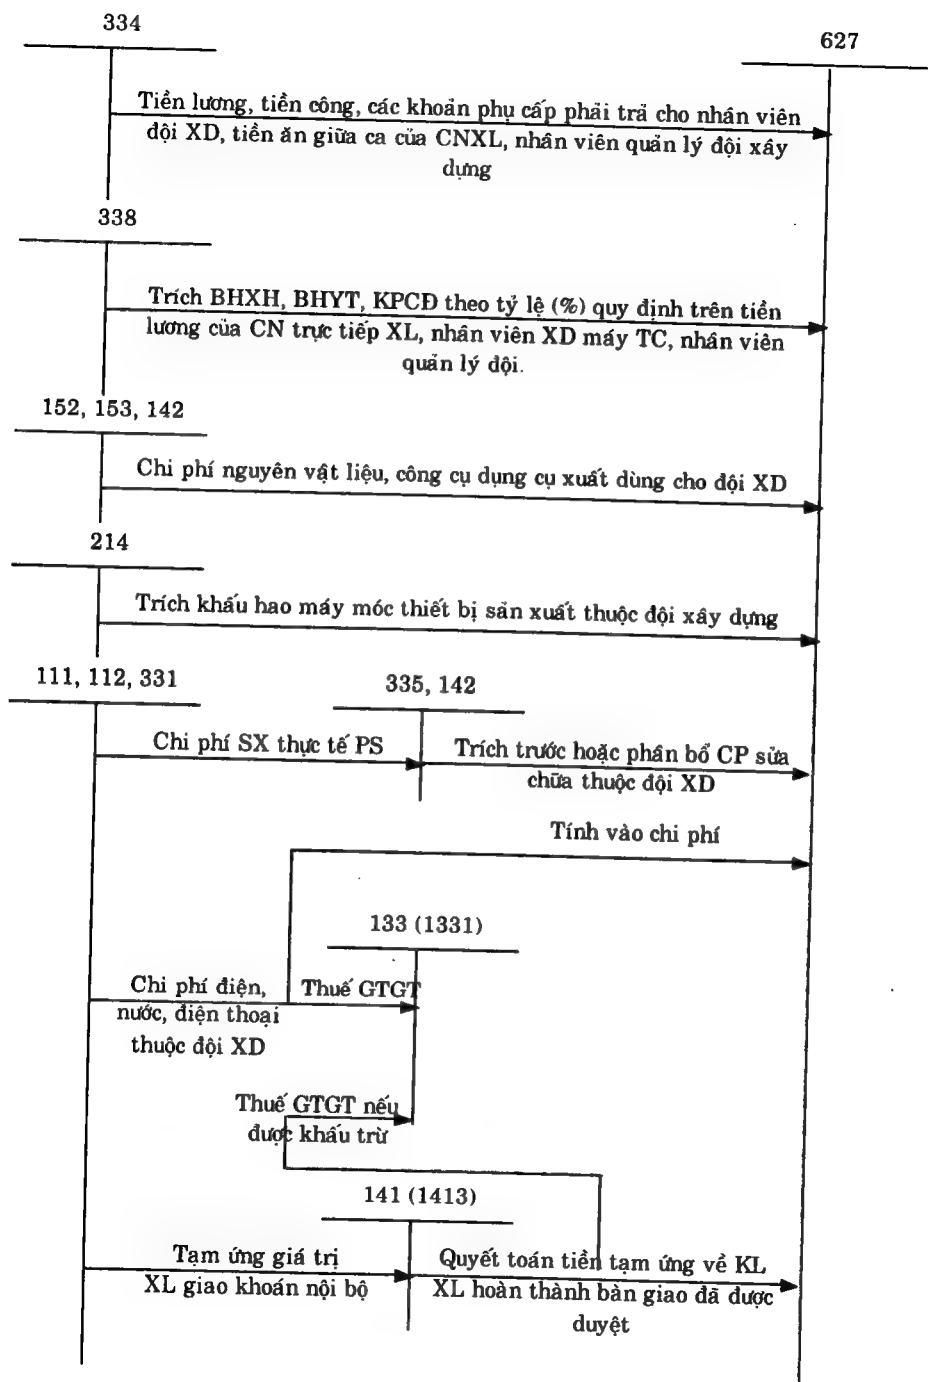 334
627
Tiền lương, tiền công, các khoản phụ cấp phải trả cho nhân viên
đội XD, tiền ăn giữa ca của CNXL, nhân viên quản lý đội xây
dựng
338
Trích BHXH, BHYT, KPCĐ theo tỷ lệ (%) quy định trên tiền
lương của CN trực tiếp XL, nhân viên XD máy TC, nhân viên
quản lý đội.
152, 153, 142
Chi phí nguyên vật liệu, công cụ dụng cụ xuất dùng cho đội XD
214
Trích khấu hao máy móc thiết bị sản xuất thuộc đội xây dựng
111, 112, 331
335, 142
Chi phí SX thực tế PS
Trích trước hoặc phân bổ CP sửa
chữa thuộc đội XD
Tính vào chi phí
133 (1331)
Chi phí điện,
nước, điện thoại
thuộc đội XD
Thuế GTGT
Thuế GTGT nếu
được khấu trừ
141 (1413)
Tạm ứng giá trị
XL giao khoán nội bộ
Quyết toán tiền tạm ứng về KL
XL hoàn thành bàn giao đã được
duyệt